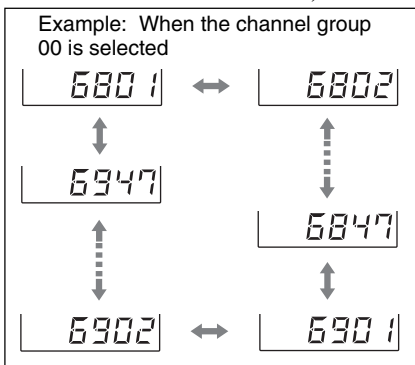 Example: When the channel group
00 is selected
6801 6802
6947
6847
6902 6901